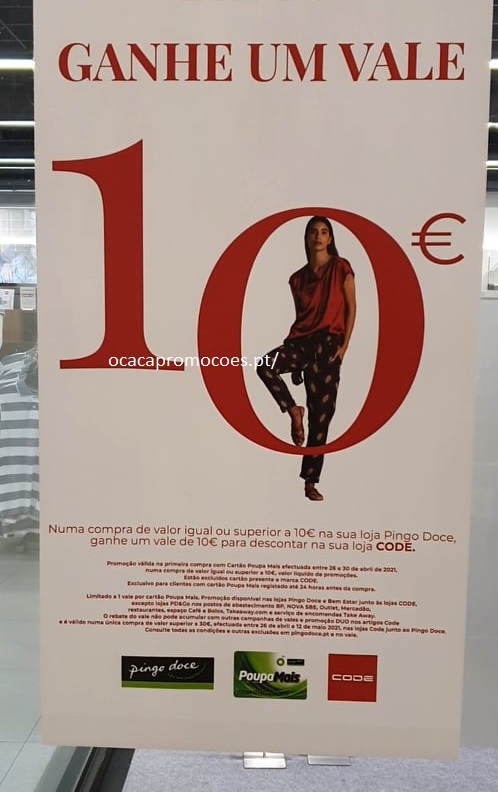 GANHE UM VALE
10€
ocacapromocoes.pt/
Numa compra de valor igual ou superior a 10€ na sua loja Pingo Doce,
ganhe um vale de 10€ para descontar na sua loja CODE.
Promoção válida na primeira compra com Cartão Poupa Mais efectuada entre 26 e 30 de abril de 2021,
numa compra de valor igual ou superior a 10€, valor líquido de promoções.
Estão excluídos cartão presente e marca CODE.
Exclusivo para clientes com cartão Poupa Mais registado até 24 horas antes da compra.
Limitado a 1 vale por cartão Poupa Mais. Promoção disponível nas lojas Pingo Doce e Bem Estar junto às lojas CODE,
excepto lojas PD&Go nos postos de abastecimento BP, NOVA SBE, Outlet, Mercadão,
restaurantes, espaço Café e Bolos, Takeaway.com e serviço de encomendas Take Away.
O rebate do vale não pode acumular com outras campanhas de vales e promoção DUO nos artigos Code
e é válido numa única compra de valor superior a 30€, efectuada entre 26 de abril e 12 de maio 2021, nas lojas Code junto ao Pingo Doce.
Consulte todas as condições e outras exclusões em pingodoce.pt e no vale.
pingo doce
PoupaMais
CODE